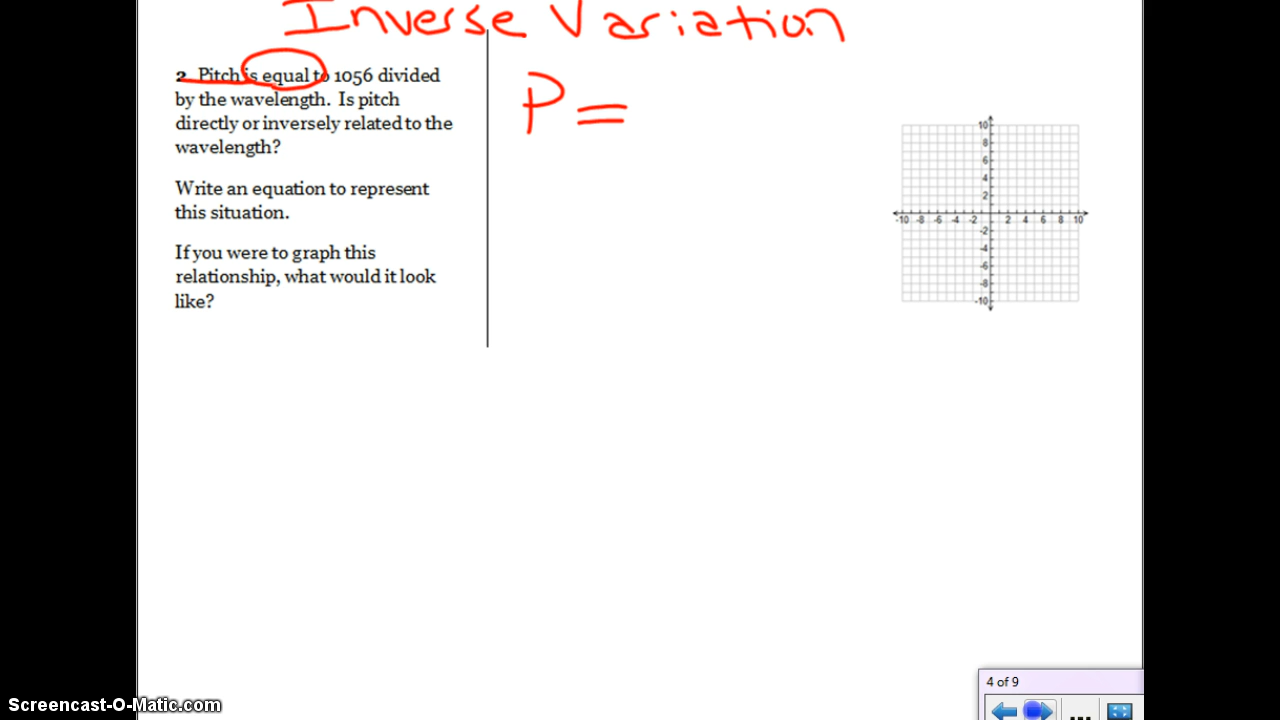 Inverse Variation
2 Pitch is equal to 1056 divided
by the wavelength. Is pitch
directly or inversely related to the
wavelength?
Write an equation to represent
this situation.
If you were to graph this
relationship, what would it look
like?
P=
10
8
6
4
2
-10 -8 -6 -4 -2 2 4 6 8 10
-2
-4
-6
-8
-10
4 of 9
...
Screencast-O-Matic.com